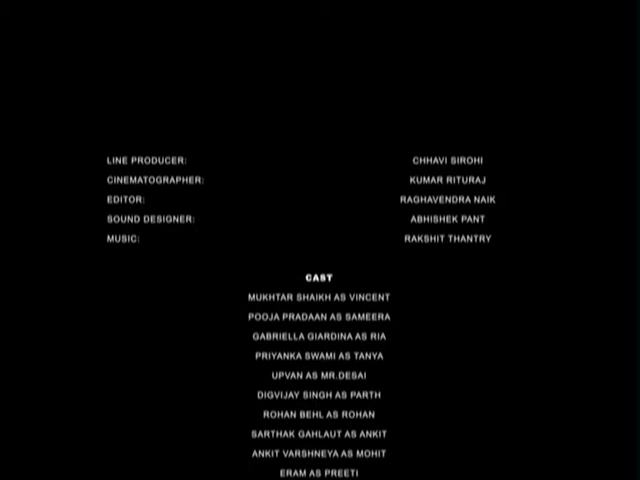 LINE PRODUCER: CHHAVI SIROHI
CINEMATOGRAPHER: KUMAR RITURAJ
EDITOR: RAGHAVENDRA NAIK
SOUND DESIGNER: ABHISHEK PANT
MUSIC: RAKSHIT THANTRY
CAST
MUKHTAR SHAIKH AS VINCENT
POOJA PRADAAN AS SAMEERA
GABRIELLA GIARDINA AS RIA
PRIYANKA SWAMI AS TANYA
UPVAN AS MR.DESAI
DIGVIJAY SINGH AS PARTH
ROHAN BEHL AS ROHAN
SARTHAK GAHLAUT AS ANKIT
ANKIT VARSHNEYA AS MOHIT
ERAM AS PREETI